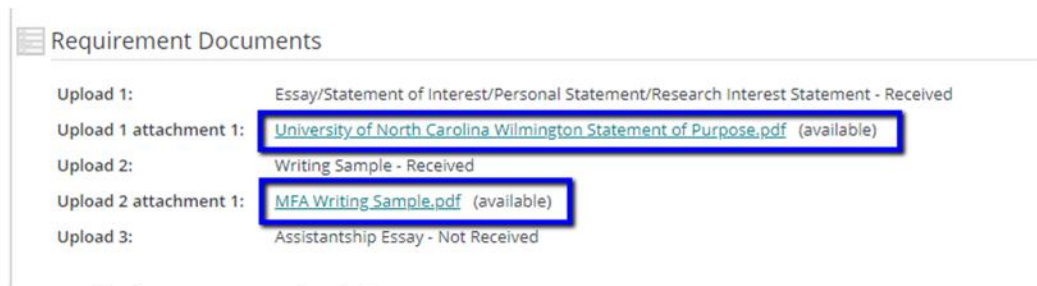 Requirement Documents
Upload 1: Essay/Statement of Interest/Personal Statement/Research Interest Statement - Received
Upload 1 attachment 1: University of North Carolina Wilmington Statement of Purpose.pdf (available)
Upload 2: Writing Sample - Received
Upload 2 attachment 1: MFA Writing Sample.pdf (available)
Upload 3: Assistantship Essay - Not Received